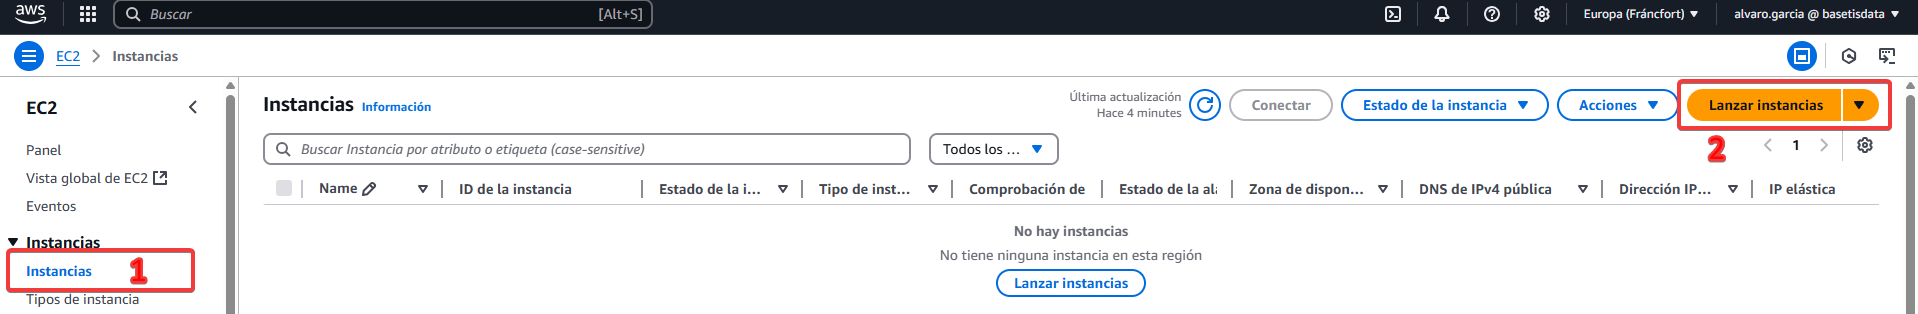 aws
Buscar
[Alt+S]
Europa (Fráncfort)
alvaro.garcia @ basetisdata
EC2
Instancias
EC2
Panel
Vista global de EC2
Eventos
Instancias
Instancias
1
Tipos de instancia
Instancias Información
Última actualización
Hace 4 minutes
Conectar
Estado de la instancia
Acciones
Lanzar instancias
2
Buscar Instancia por atributo o etiqueta (case-sensitive)
Todos los ...
1
Name
ID de la instancia
Estado de la i...
Tipo de inst...
Comprobación de
Estado de la ala
Zona de dispon...
DNS de IPv4 pública
Dirección IP...
IP elástica
No hay instancias
No tiene ninguna instancia en esta región
Lanzar instancias